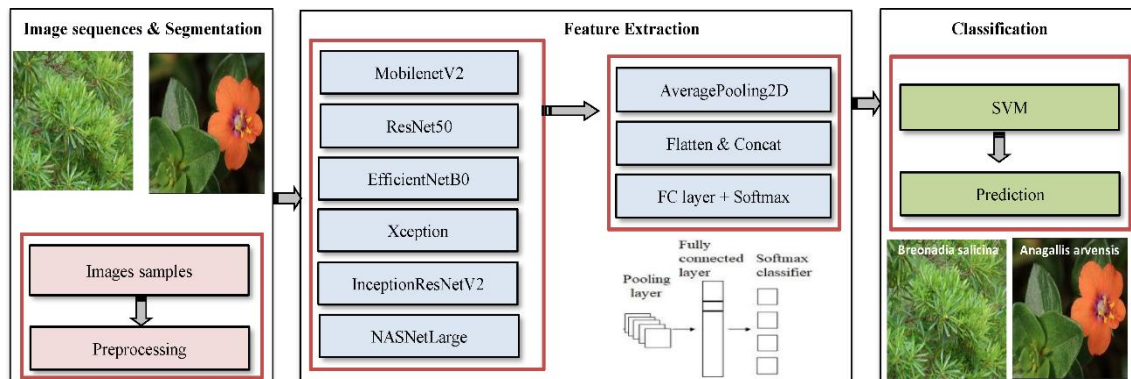 Image sequences & Segmentation
Images samples
Preprocessing
Feature Extraction
MobilenetV2
ResNet50
EfficientNetB0
Xception
InceptionResNetV2
NASNetLarge
AveragePooling2D
Flatten & Concat
FC layer + Softmax
Pooling
layer
Fully
connected
layer
Softmax
classifier
Classification
SVM
Prediction
Breonadia salicina
Anagallis arvensis